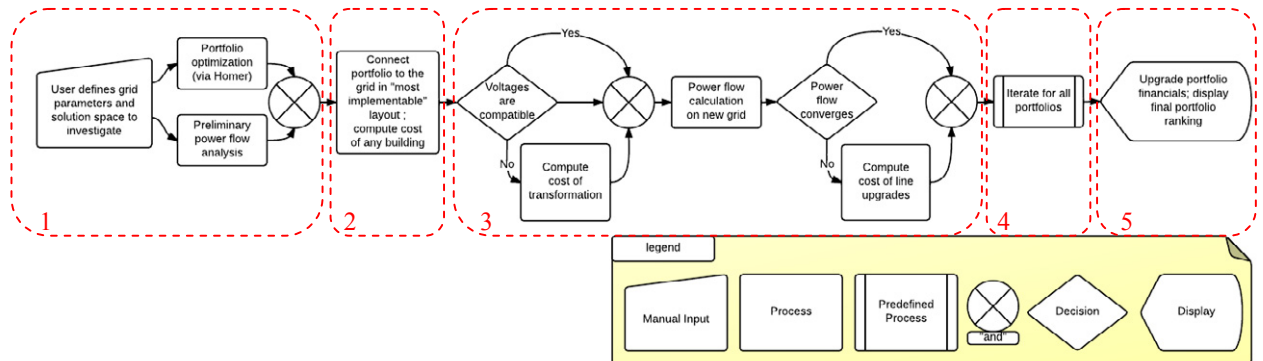 User defines grid
parameters and
solution space to
investigate
Portfolio
optimization
(via Homer)
Preliminary
power flow
analysis
1
Connect
portfolio to the
grid in "most
implementable"
layout ;
compute cost
of any building
2
Voltages
are
compatible
Yes
No
Compute
cost of
transformation
Power flow
calculation
on new grid
Power
flow
converges
Yes
No
Compute
cost of line
upgrades
3
Iterate for all
portfolios
4
Upgrade portfolio
financials; display
final portfolio
ranking
5
legend
Manual Input
Process
Predefined
Process
"and"
Decision
Display